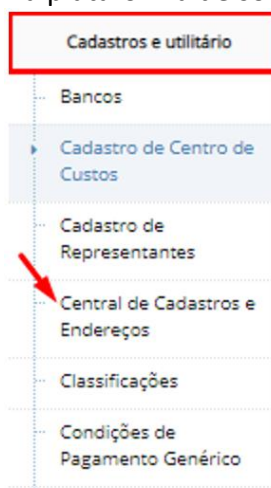 Cadastros e utilitário
Bancos
Cadastro de Centro de
Custos
Cadastro de
Representantes
Central de Cadastros e
Endereços
Classificações
Condições de
Pagamento Genérico